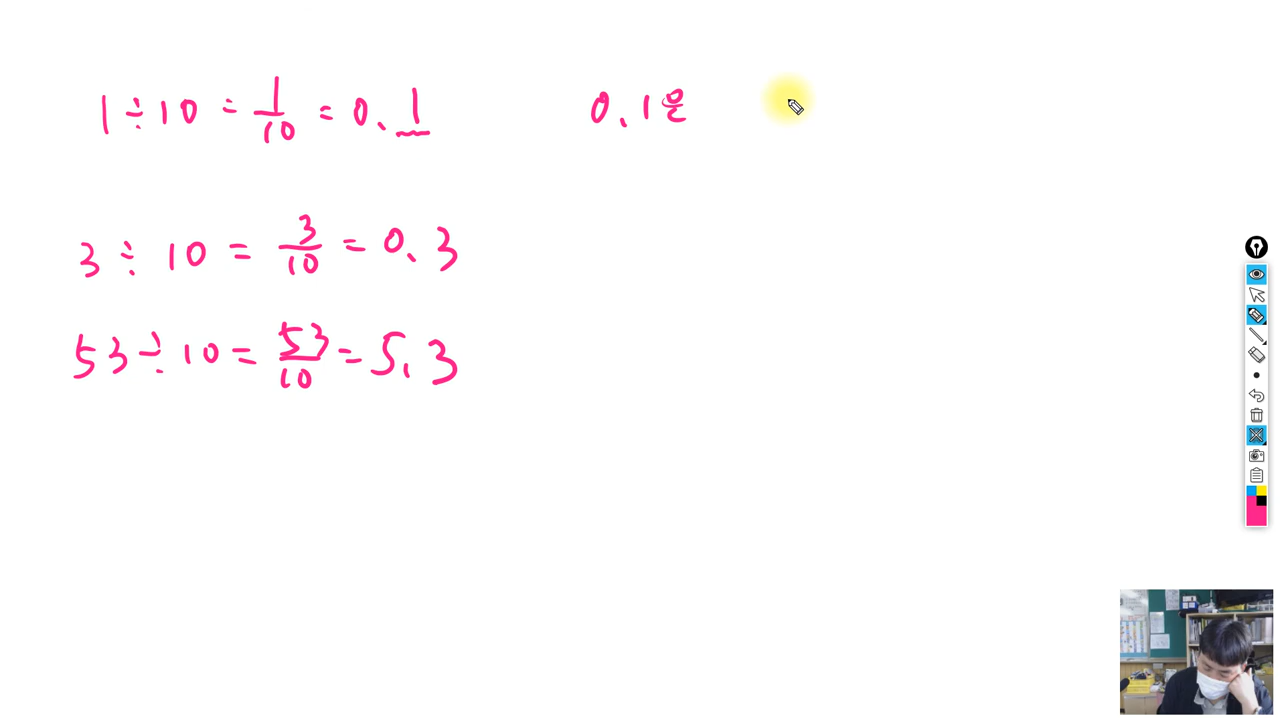 1 ÷ 10 = 1/10 = 0.1
0.1은
3 ÷ 10 = 3/10 = 0.3
53 ÷ 10 = 53/10 = 5.3